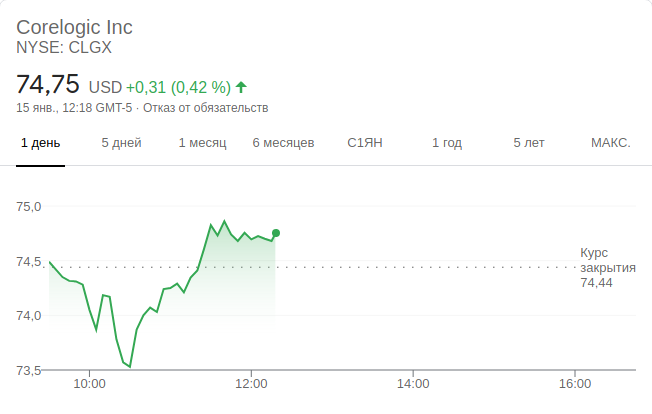 Corelogic Inc
NYSE: CLGX
74,75 USD +0,31 (0,42 %)
15 янв., 12:18 GMT-5 · Отказ от обязательств
1 день 5 дней 1 месяц 6 месяцев С1ЯН 1 год 5 лет МАКС.
75,0
74,5
Курс
закрытия
74,44
74,0
73,5
10:00 12:00 14:00 16:00